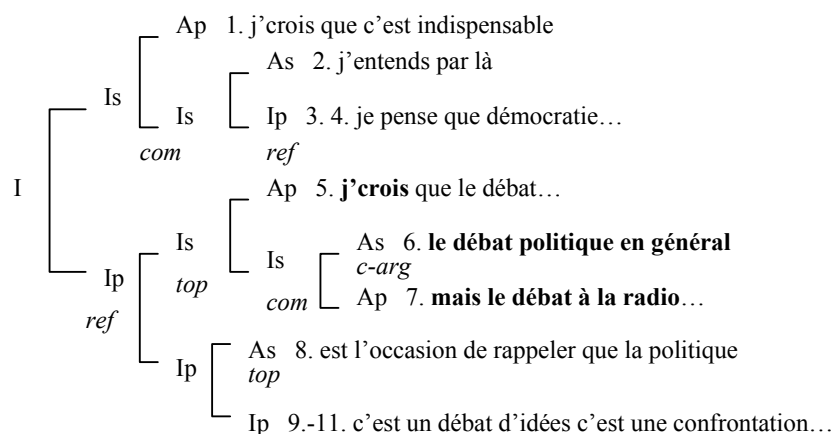 Ap 1. j’crois que c’est indispensable
As 2. j’entends par là
Is
Is Ip 3. 4. je pense que démocratie…
com ref
I Ap 5. j’crois que le débat…
Is As 6. le débat politique en général
Is c-arg
Ip top
com Ap 7. mais le débat à la radio…
ref
As 8. est l’occasion de rappeler que la politique
Ip top
Ip 9.-11. c’est un débat d’idées c’est une confrontation…